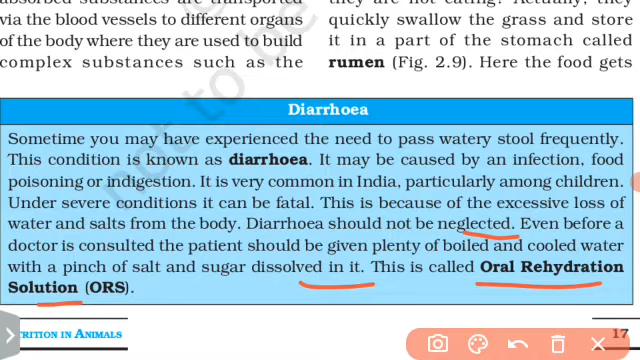 absorbed substances are transported
via the blood vessels to different organs
of the body where they are used to build
complex substances such as the
they are not eating? Actually, they
quickly swallow the grass and store
it in a part of the stomach called
rumen (Fig. 2.9). Here the food gets
not to be
Diarrhoea
Sometime you may have experienced the need to pass watery stool frequently.
This condition is known as diarrhoea. It may be caused by an infection, food
poisoning or indigestion. It is very common in India, particularly among children.
Under severe conditions it can be fatal. This is because of the excessive loss of
water and salts from the body. Diarrhoea should not be neglected. Even before a
doctor is consulted the patient should be given plenty of boiled and cooled water
with a pinch of salt and sugar dissolved in it. This is called Oral Rehydration
Solution (ORS).
TRITION IN ANIMALS
17